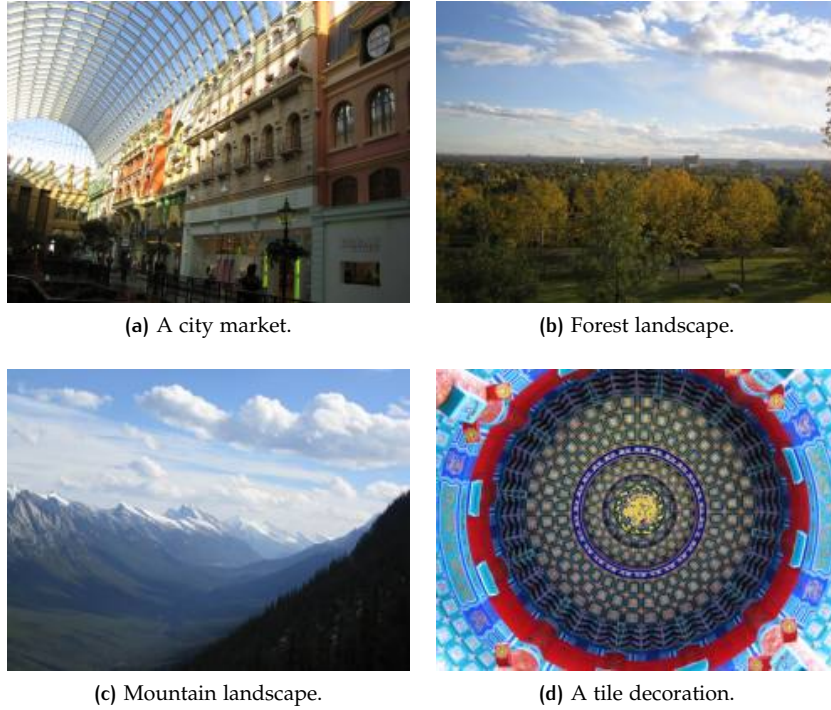 (a) A city market.
(b) Forest landscape.
(c) Mountain landscape.
(d) A tile decoration.